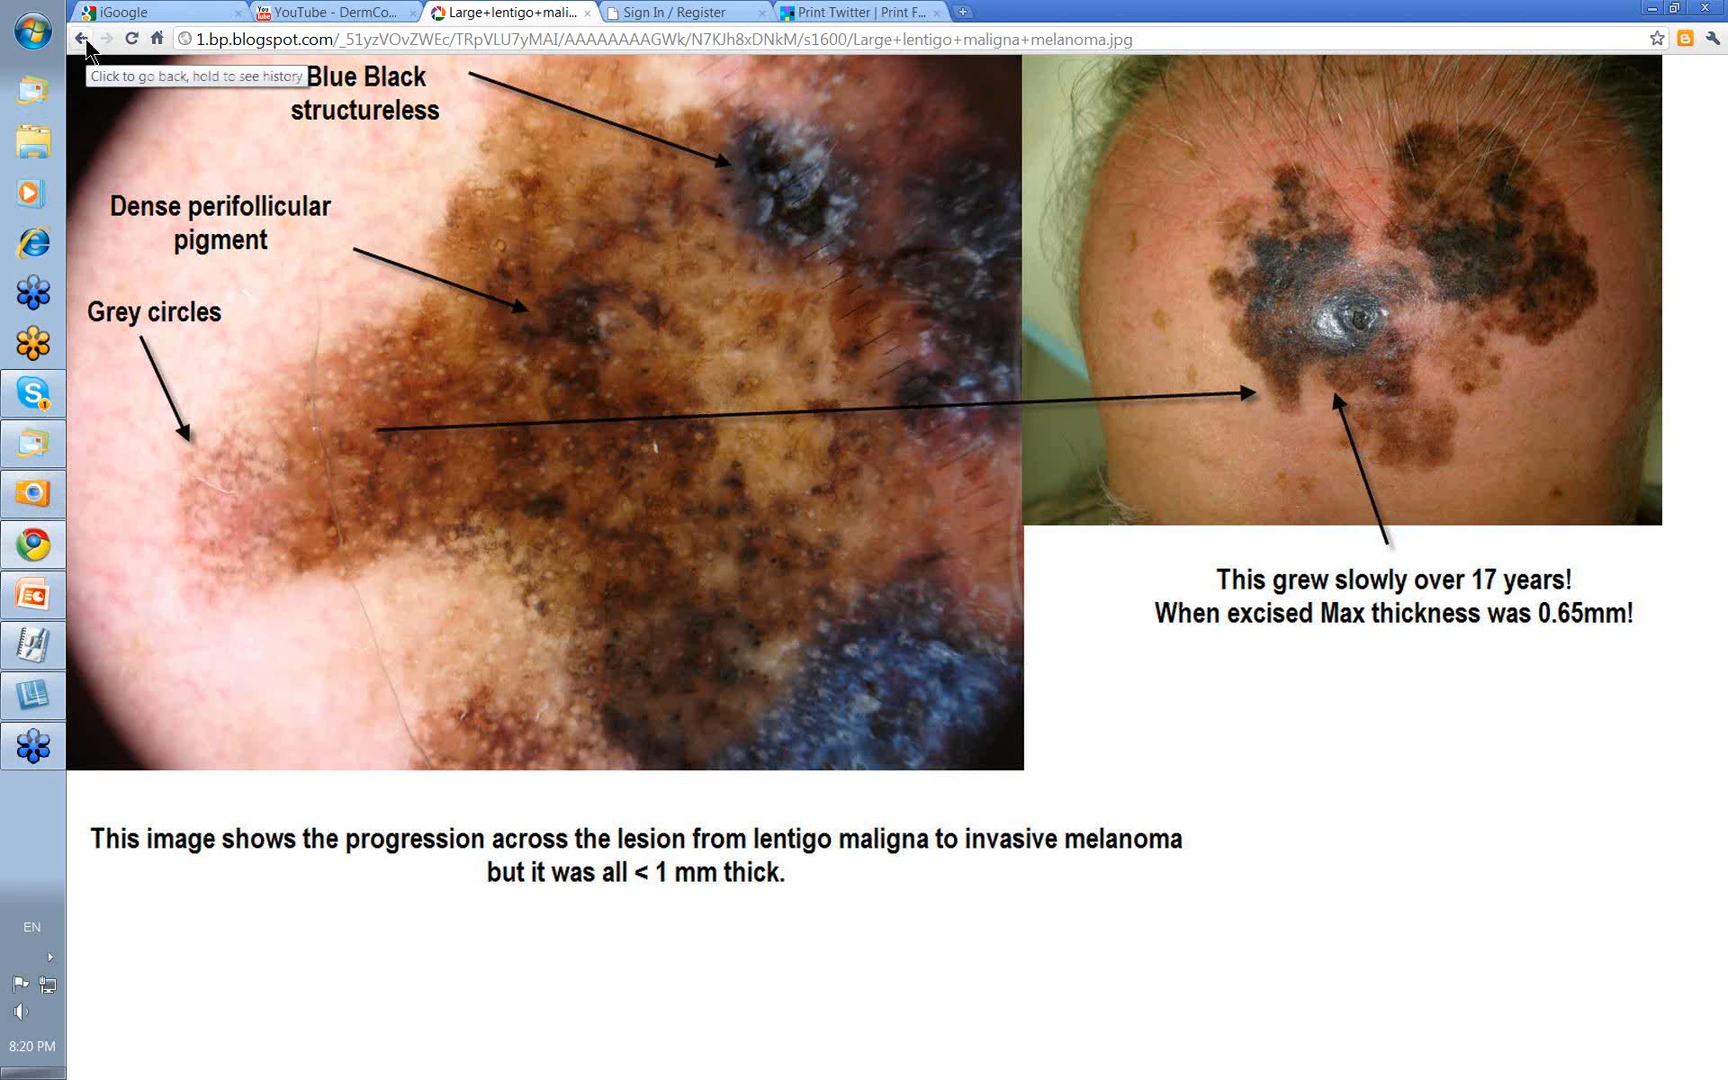 iGoogle
YouTube - DermCo...
Large+lentigo+mali...
Sign In / Register
Print Twitter | Print F...
1.bp.blogspot.com/_51yzVOvZWEc/TRpVLU7yMAI/AAAAAAAAGWk/N7KJh8xDNkM/s1600/Large+lentigo+maligna+melanoma.jpg
Click to go back, hold to see history
Blue Black
structureless
Dense perifollicular
pigment
Grey circles
This grew slowly over 17 years!
When excised Max thickness was 0.65mm!
This image shows the progression across the lesion from lentigo maligna to invasive melanoma
but it was all < 1 mm thick.
EN
8:20 PM